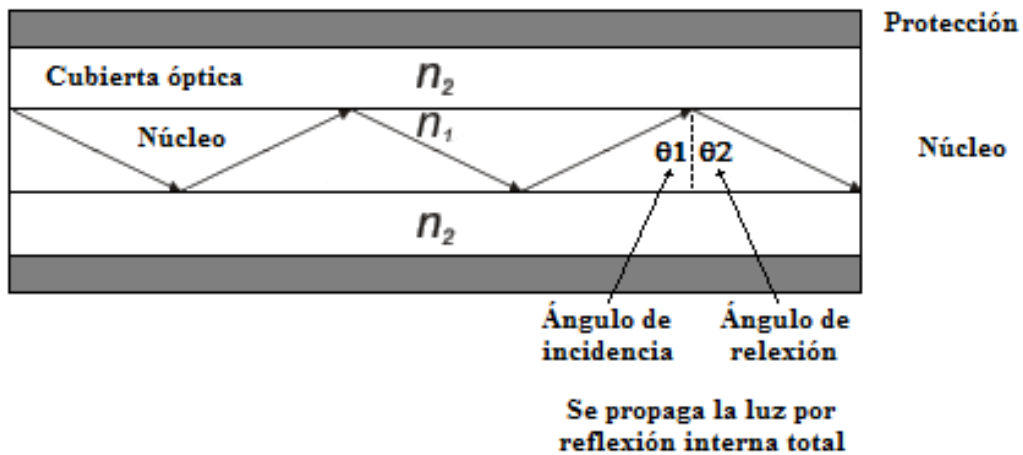 Protección
Cubierta óptica
n2
Núcleo
n1
θ1
θ2
Núcleo
n2
Ángulo de
incidencia
Ángulo de
relexión
Se propaga la luz por
reflexión interna total